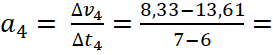 a₄ = Δv₄/Δt₄ = (8,33−13,61)/(7−6) =